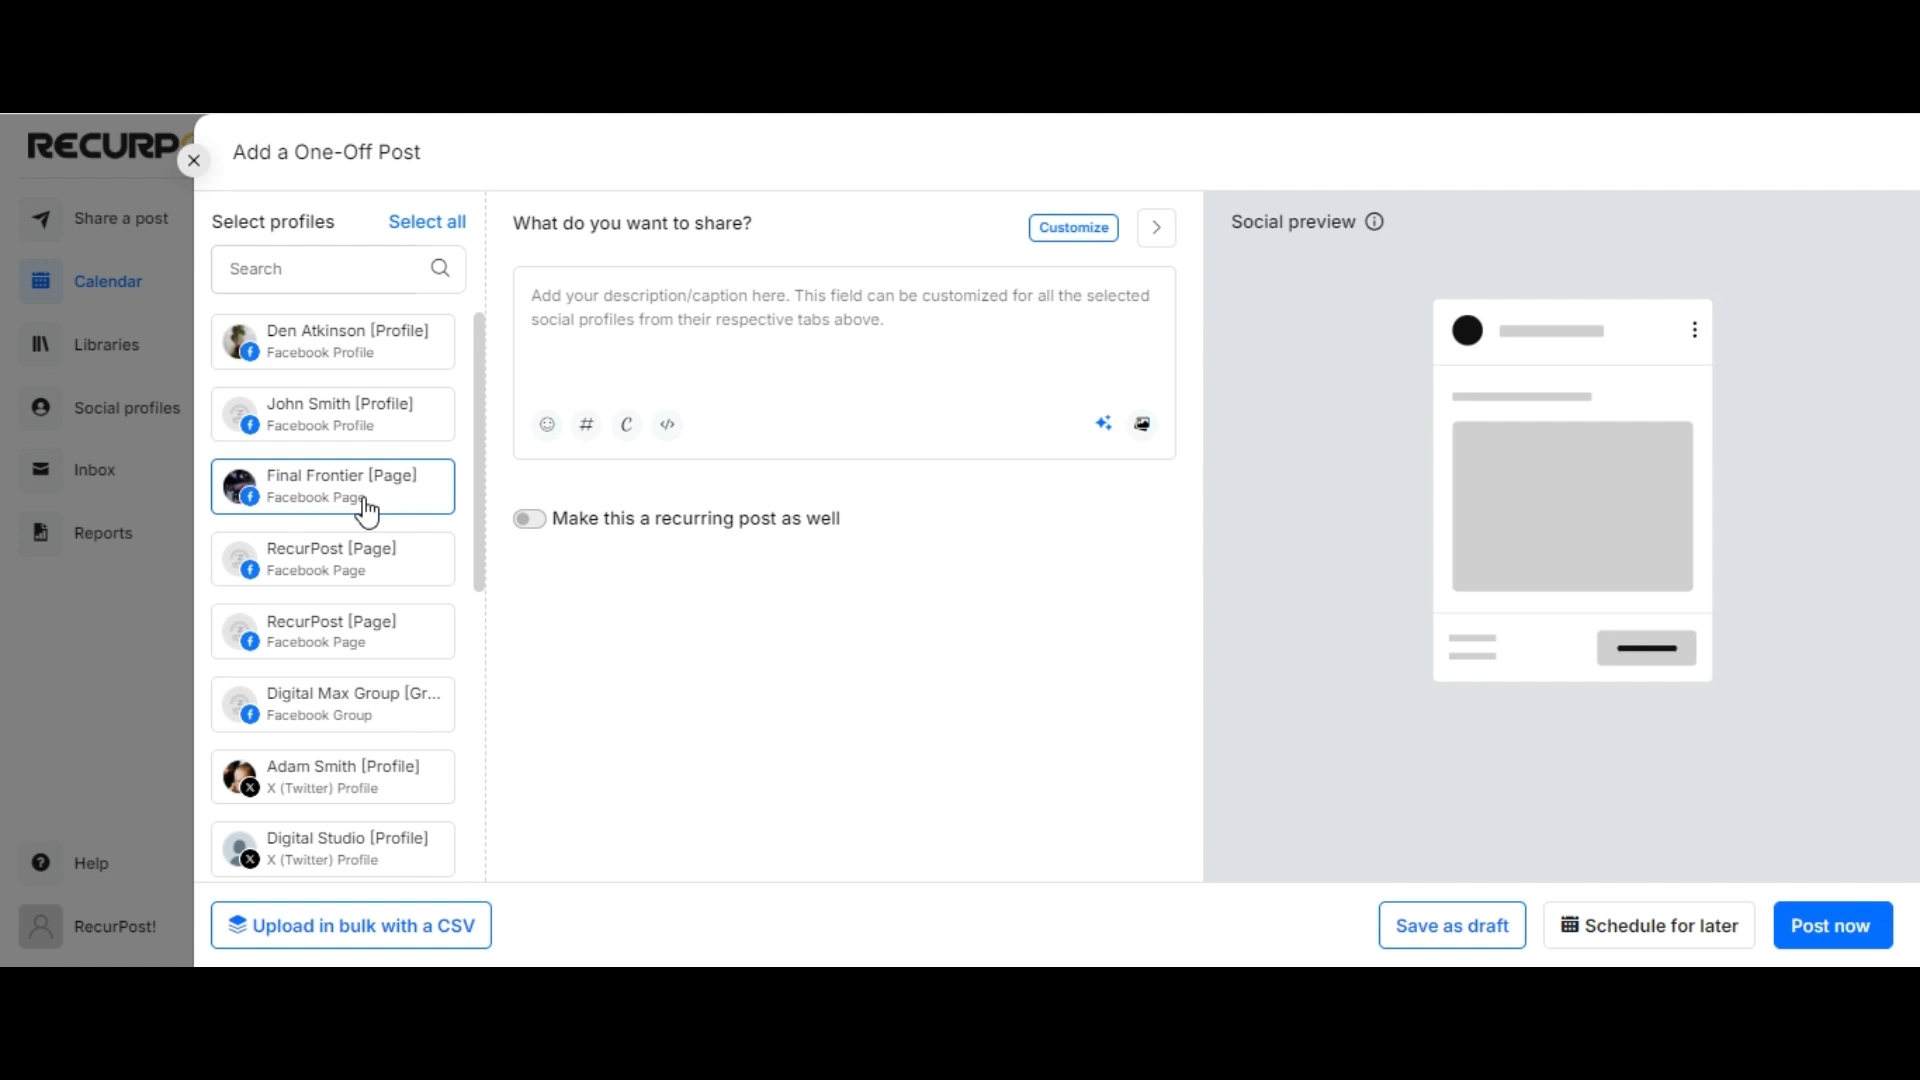 RECURP
Add a One-Off Post
Share a post
Calendar
Libraries
Social profiles
Inbox
Reports
Help
RecurPost!
Select profiles
Select all
Search
Den Atkinson [Profile]
Facebook Profile
John Smith [Profile]
Facebook Profile
Final Frontier [Page]
Facebook Page
RecurPost [Page]
Facebook Page
RecurPost [Page]
Facebook Page
Digital Max Group [Gr...
Facebook Group
Adam Smith [Profile]
X (Twitter) Profile
Digital Studio [Profile]
X (Twitter) Profile
What do you want to share?
Customize
Add your description/caption here. This field can be customized for all the selected
social profiles from their respective tabs above.
Make this a recurring post as well
Social preview
Upload in bulk with a CSV
Save as draft
Schedule for later
Post now